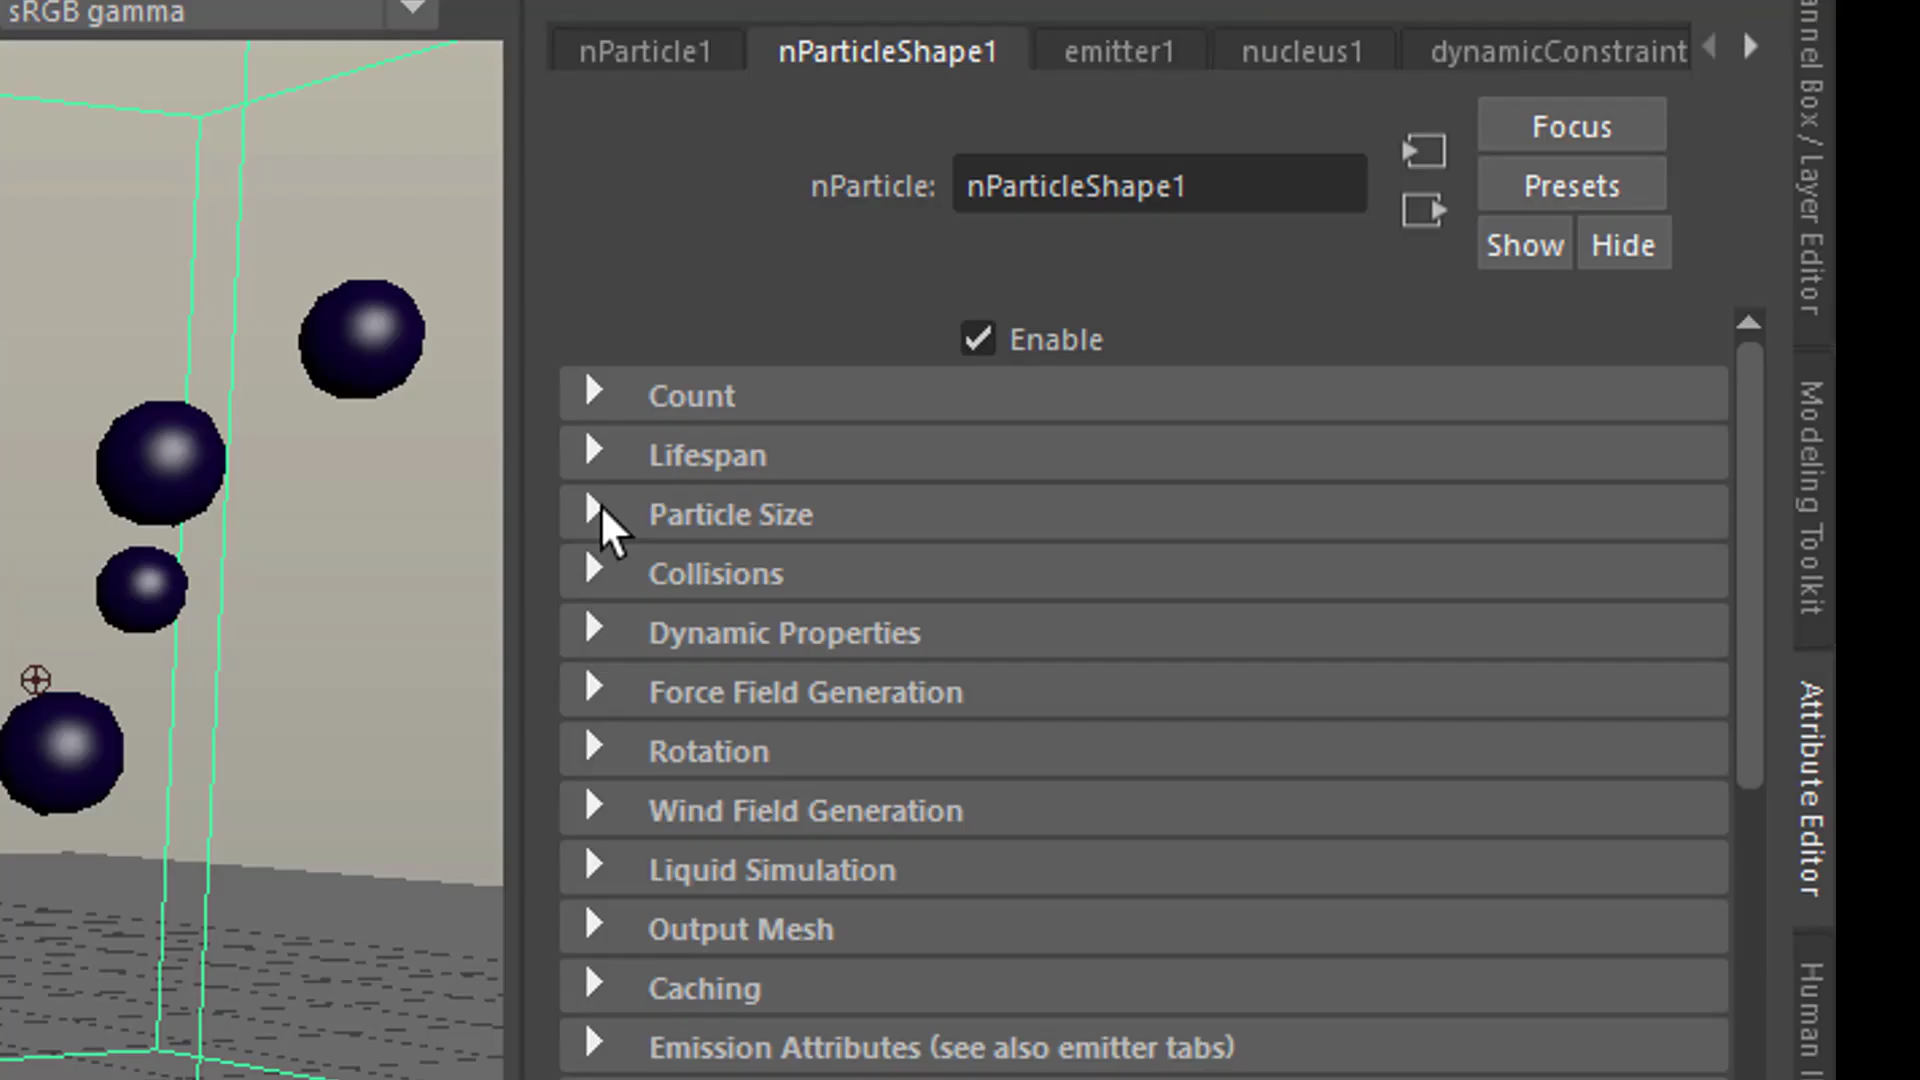 sRGB gamma
nParticle1
nParticleShape1
emitter1
nucleus1
dynamicConstraint
nParticle:
nParticleShape1
Focus
Presets
Show
Hide
Enable
Count
Lifespan
Particle Size
Collisions
Dynamic Properties
Force Field Generation
Rotation
Wind Field Generation
Liquid Simulation
Output Mesh
Caching
Emission Attributes (see also emitter tabs)
annel Box / Layer Editor
Modeling Toolkit
Attribute Editor
Human